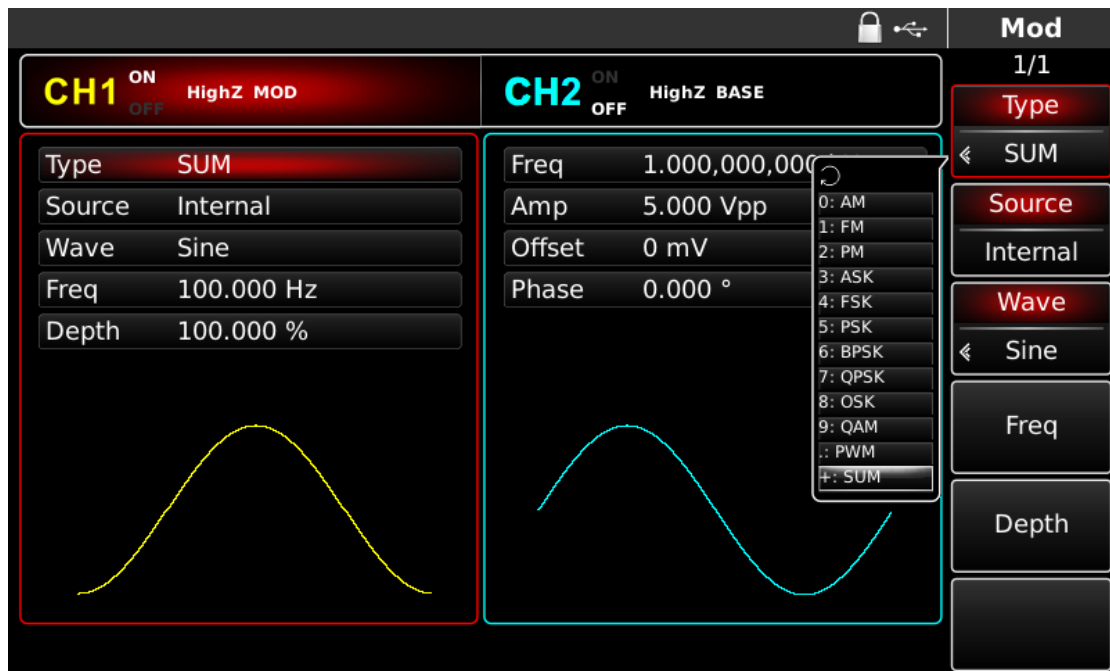 Mod
1/1
CH1 ON OFF HighZ MOD
CH2 ON OFF HighZ BASE
Type SUM
Source Internal
Wave Sine
Freq 100.000 Hz
Depth 100.000 %
Freq 1.000,000,000
Amp 5.000 Vpp
Offset 0 mV
Phase 0.000 °
0: AM
1: FM
2: PM
3: ASK
4: FSK
5: PSK
6: BPSK
7: QPSK
8: OSK
9: QAM
.: PWM
+: SUM
Type
SUM
Source
Internal
Wave
Sine
Freq
Depth